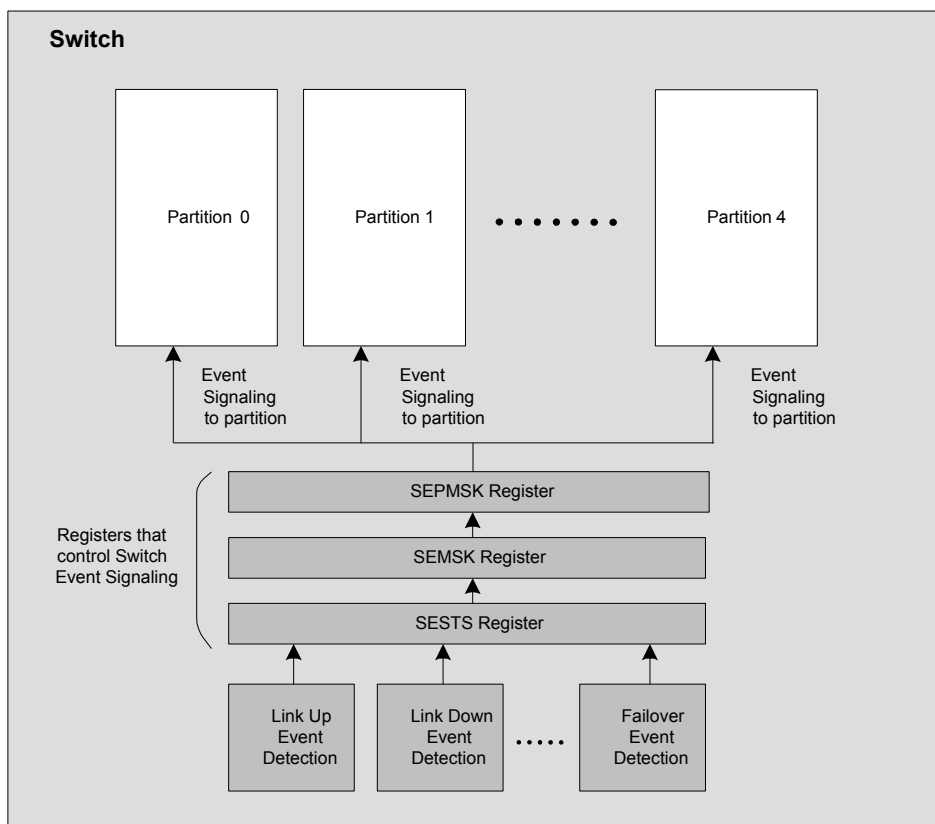 Switch
Partition 0
Partition 1
Partition 4
Event
Signaling
to partition
Event
Signaling
to partition
Event
Signaling
to partition
SEPMSK Register
Registers that
control Switch
Event Signaling
SEMSK Register
SESTS Register
Link Up
Event
Detection
Link Down
Event
Detection
Failover
Event
Detection